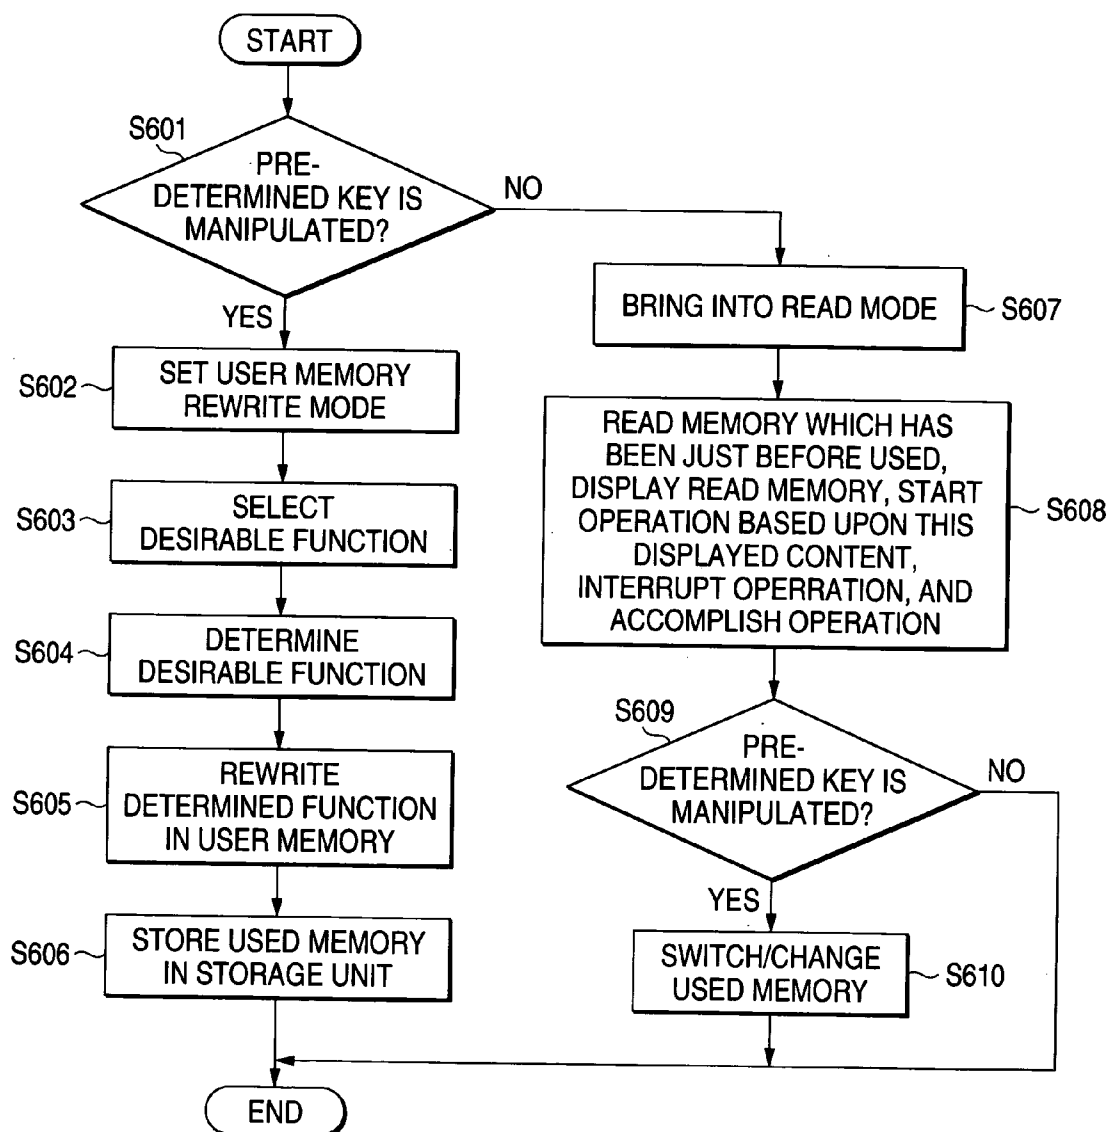 START
S601
PRE-
DETERMINED KEY IS
MANIPULATED?
NO
YES
S602
SET USER MEMORY
REWRITE MODE
S603
SELECT
DESIRABLE FUNCTION
S604
DETERMINE
DESIRABLE FUNCTION
S605
REWRITE
DETERMINED FUNCTION
IN USER MEMORY
S606
STORE USED MEMORY
IN STORAGE UNIT
END
BRING INTO READ MODE
S607
READ MEMORY WHICH HAS
BEEN JUST BEFORE USED,
DISPLAY READ MEMORY, START
OPERATION BASED UPON THIS
DISPLAYED CONTENT,
INTERRUPT OPERRATION, AND
ACCOMPLISH OPERATION
S608
S609
PRE-
DETERMINED KEY IS
MANIPULATED?
NO
YES
SWITCH/CHANGE
USED MEMORY
S610